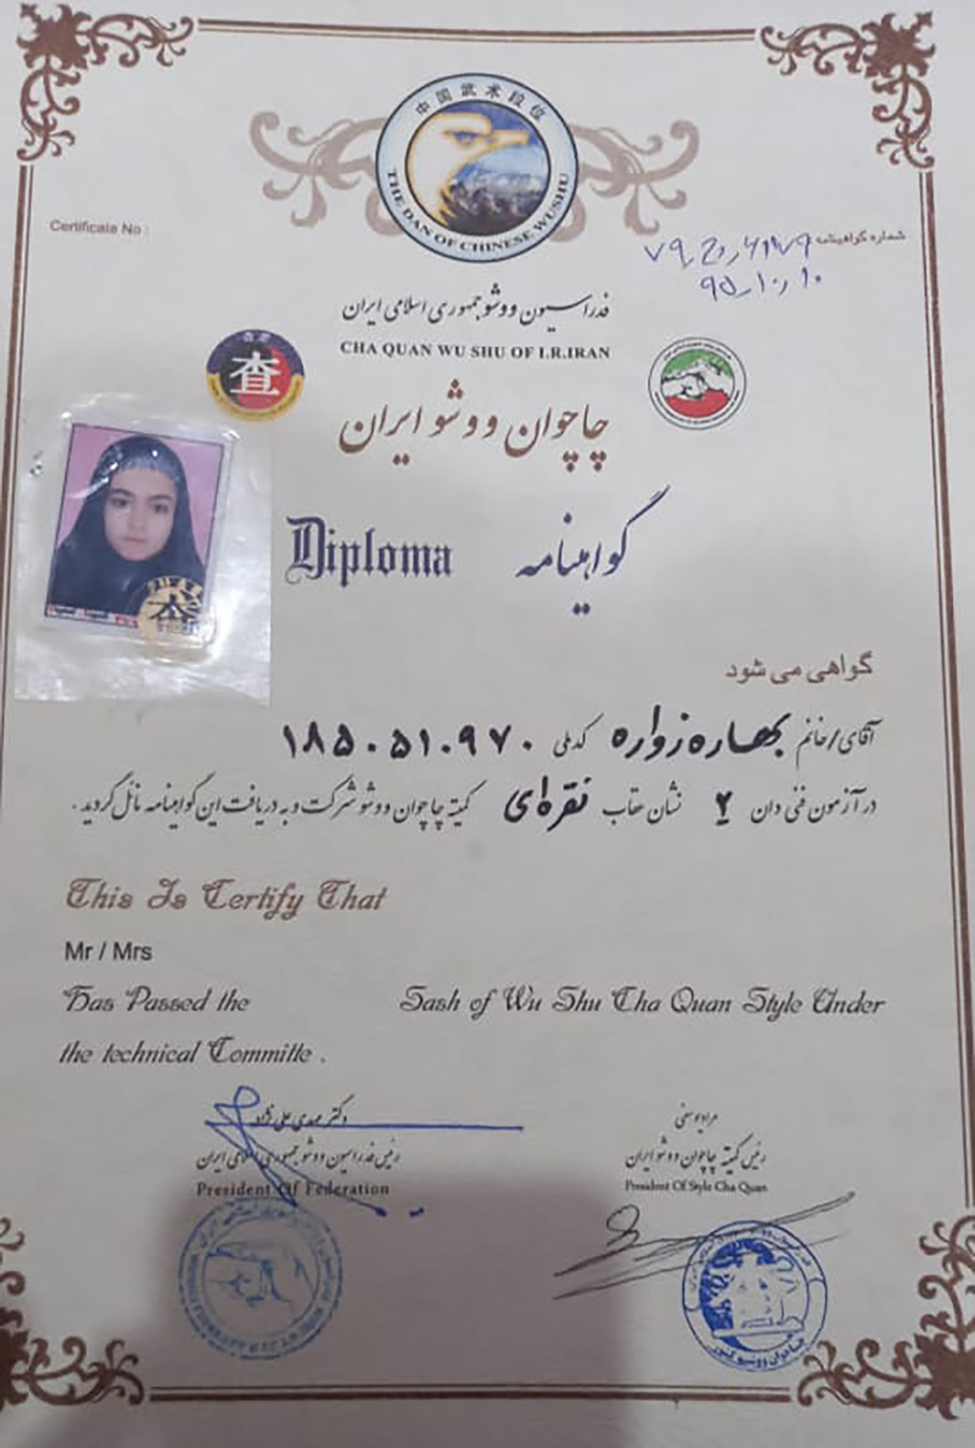 中国武术段位
THE DAN OF CHINESE WUSHU
Certificate No :
شماره گواهینامه
۹۵_۱۰٫۱۰
فدراسیون ووشو جمهوری اسلامی ایران
CHA QUAN WU SHU OF I.R.IRAN
查
چاچوان ووشو ایران
Diploma گواهینامه
گواهی می شود
آقای/خانم بهاره زواره کدملی ۱۸۵۰۵۱۰۹۷۰
در آزمون فنی دان ۲ نشان عقاب نقره‌ای کمیته چاچوان ووشو شرکت و به دریافت این گواهینامه نائل گردید.
This Is Certify That
Mr / Mrs
Has Passed the Sash of Wu Shu Cha Quan Style Under
the technical Committe .
دکتر مهدی علی نژاد
رئیس فدراسیون ووشو جمهوری اسلامی ایران
President Of Federation
مراد یوسفی
رئیس کمیته چاچوان ووشو ایران
President Of Style Cha Quan